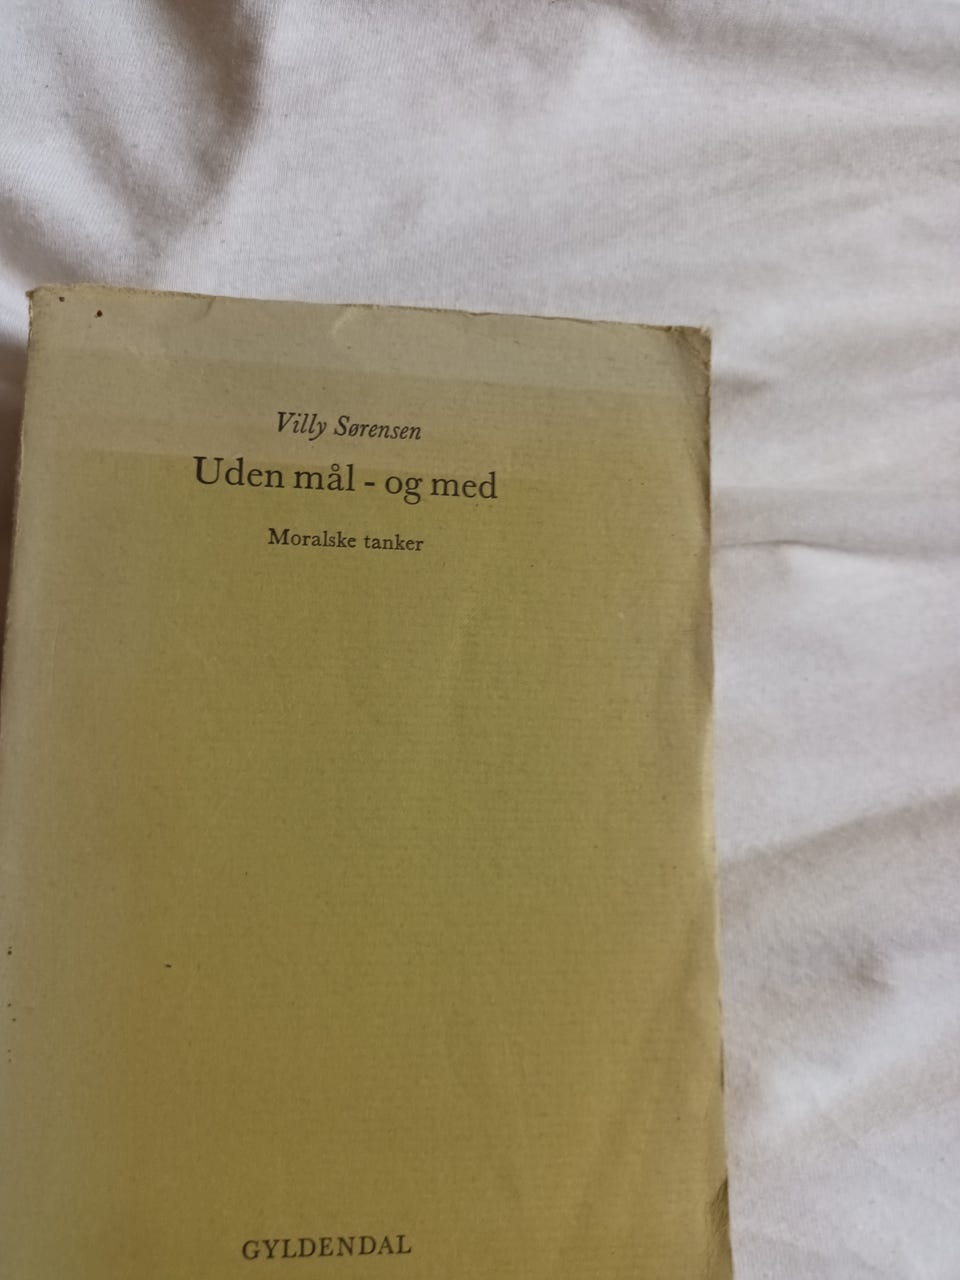 Villy Sørensen
Uden mål - og med
Moralske tanker
GYLDENDAL